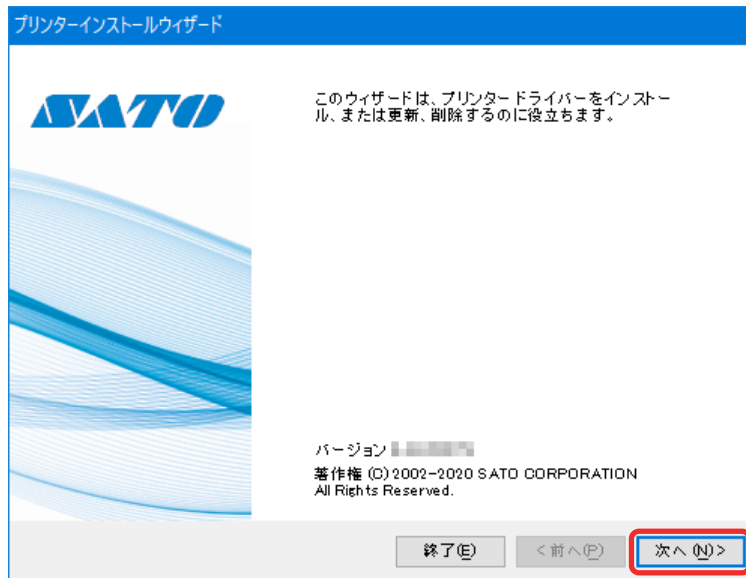 プリンターインストールウィザード
SATO
このウィザードは、プリンター ドライバーをインストー
ル、または更新、削除するのに役立ちます。
バージョン
著作権 (C)2002-2020 SATO CORPORATION
All Rights Reserved.
終了(E) <前へ(P) 次へ(N)>